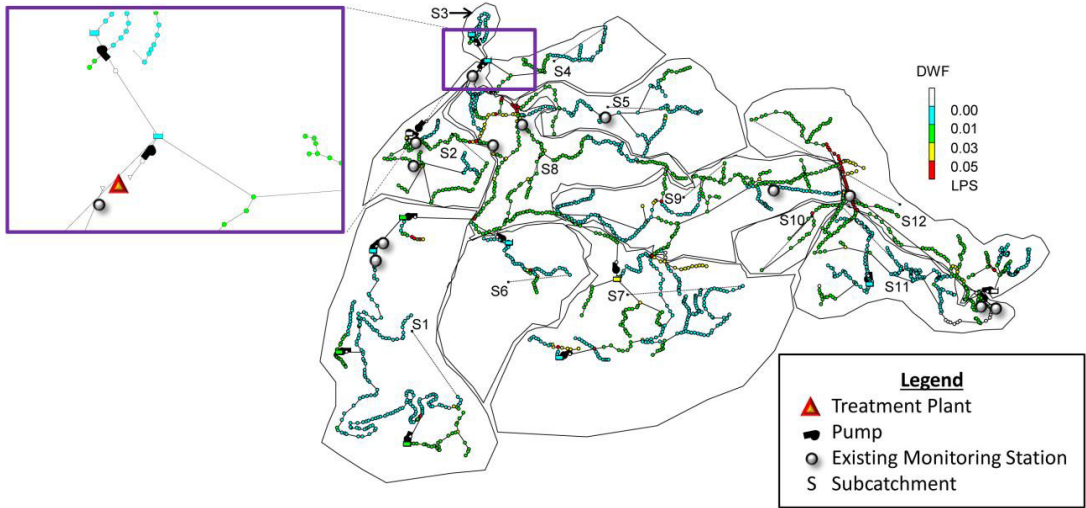 S3
S4
DWF
0.00
0.01
0.03
0.05
LPS
S5
S2
S8
S9
S10
S12
S6
S7
S11
S1
Legend
Treatment Plant
Pump
Existing Monitoring Station
S Subcatchment